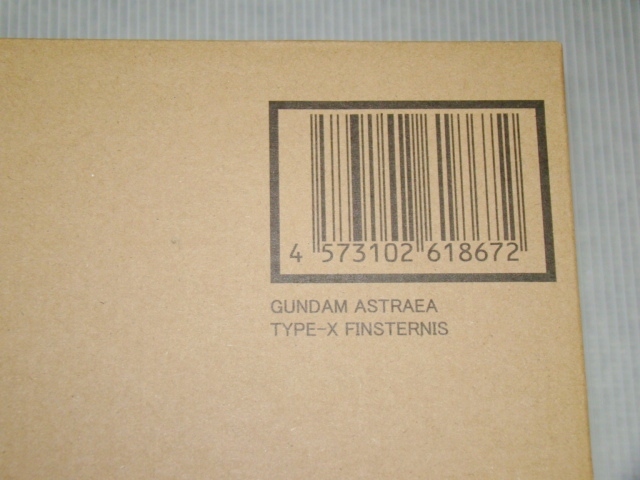 4 573102 618672
GUNDAM ASTRAEA
TYPE-X FINSTERNIS